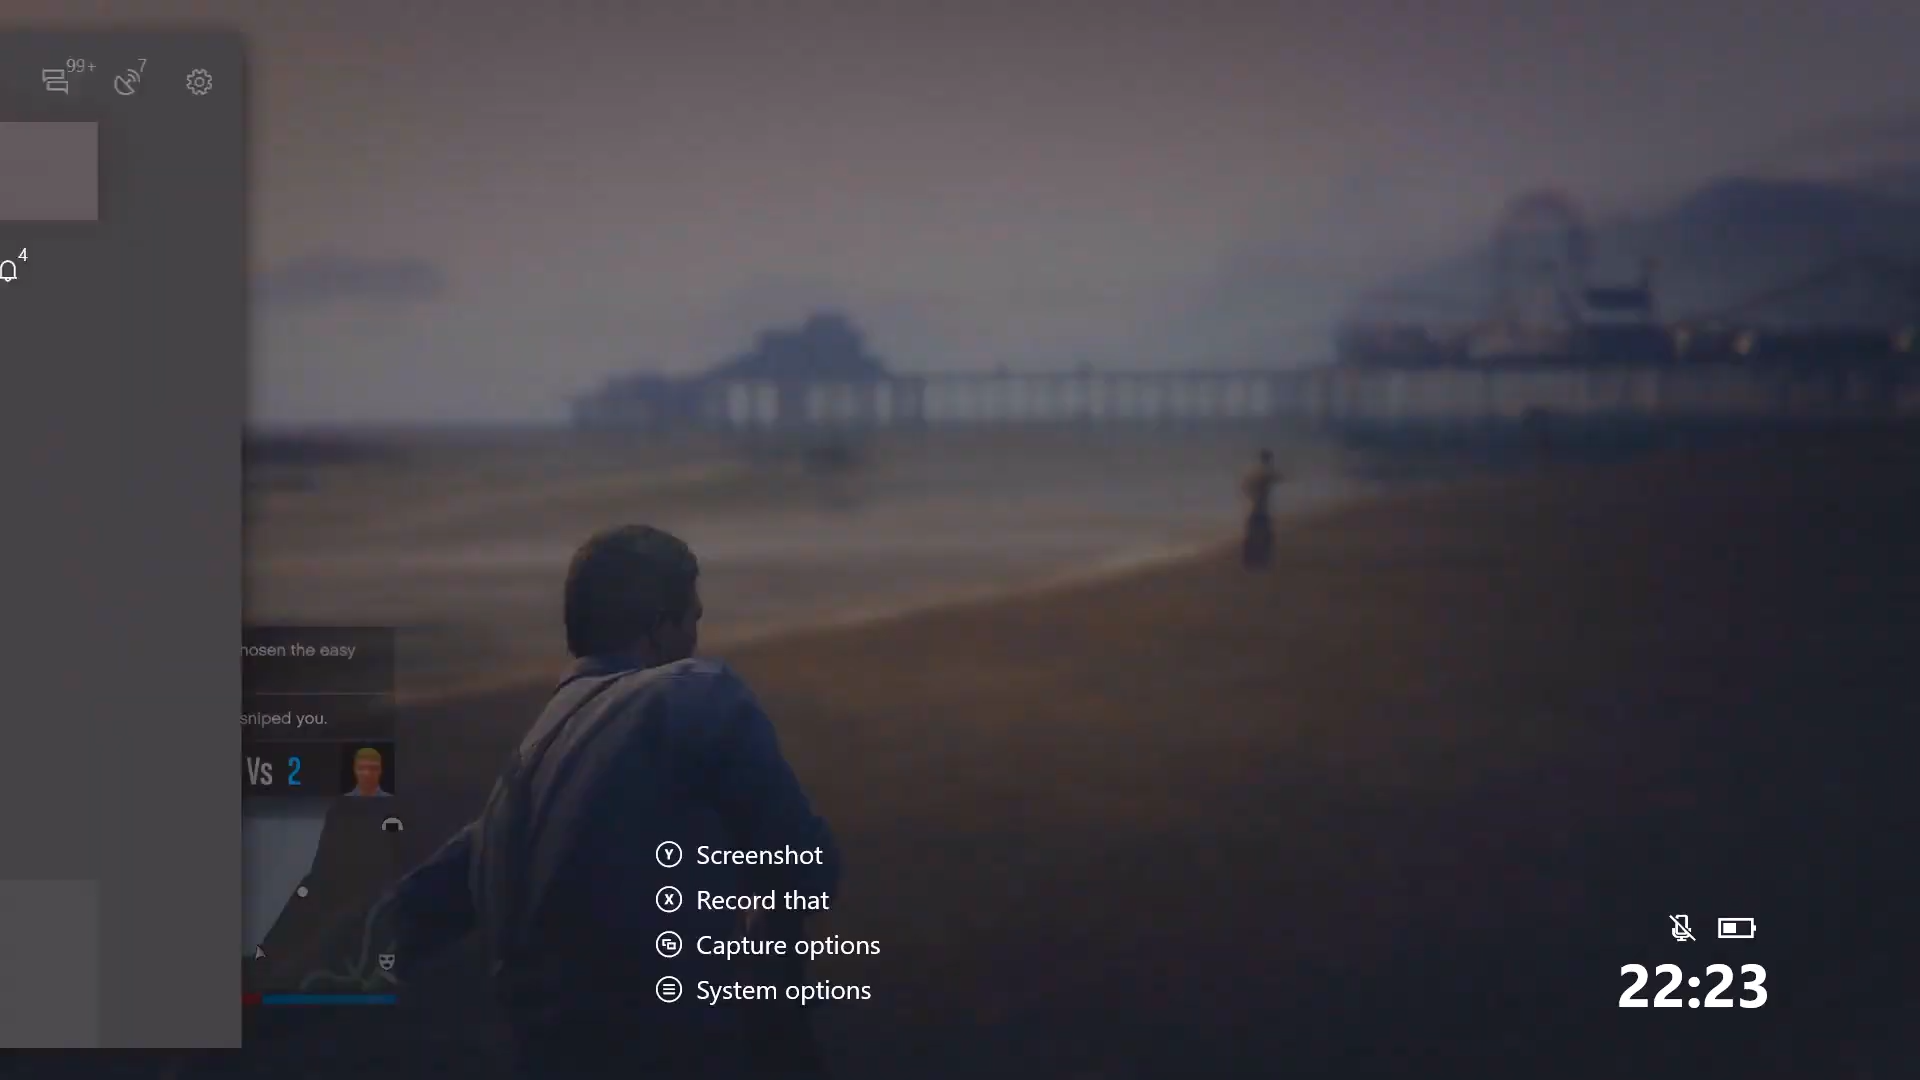 99+
7
4
hosen the easy
sniped you.
Vs 2
Y Screenshot
X Record that
Capture options
System options
22:23